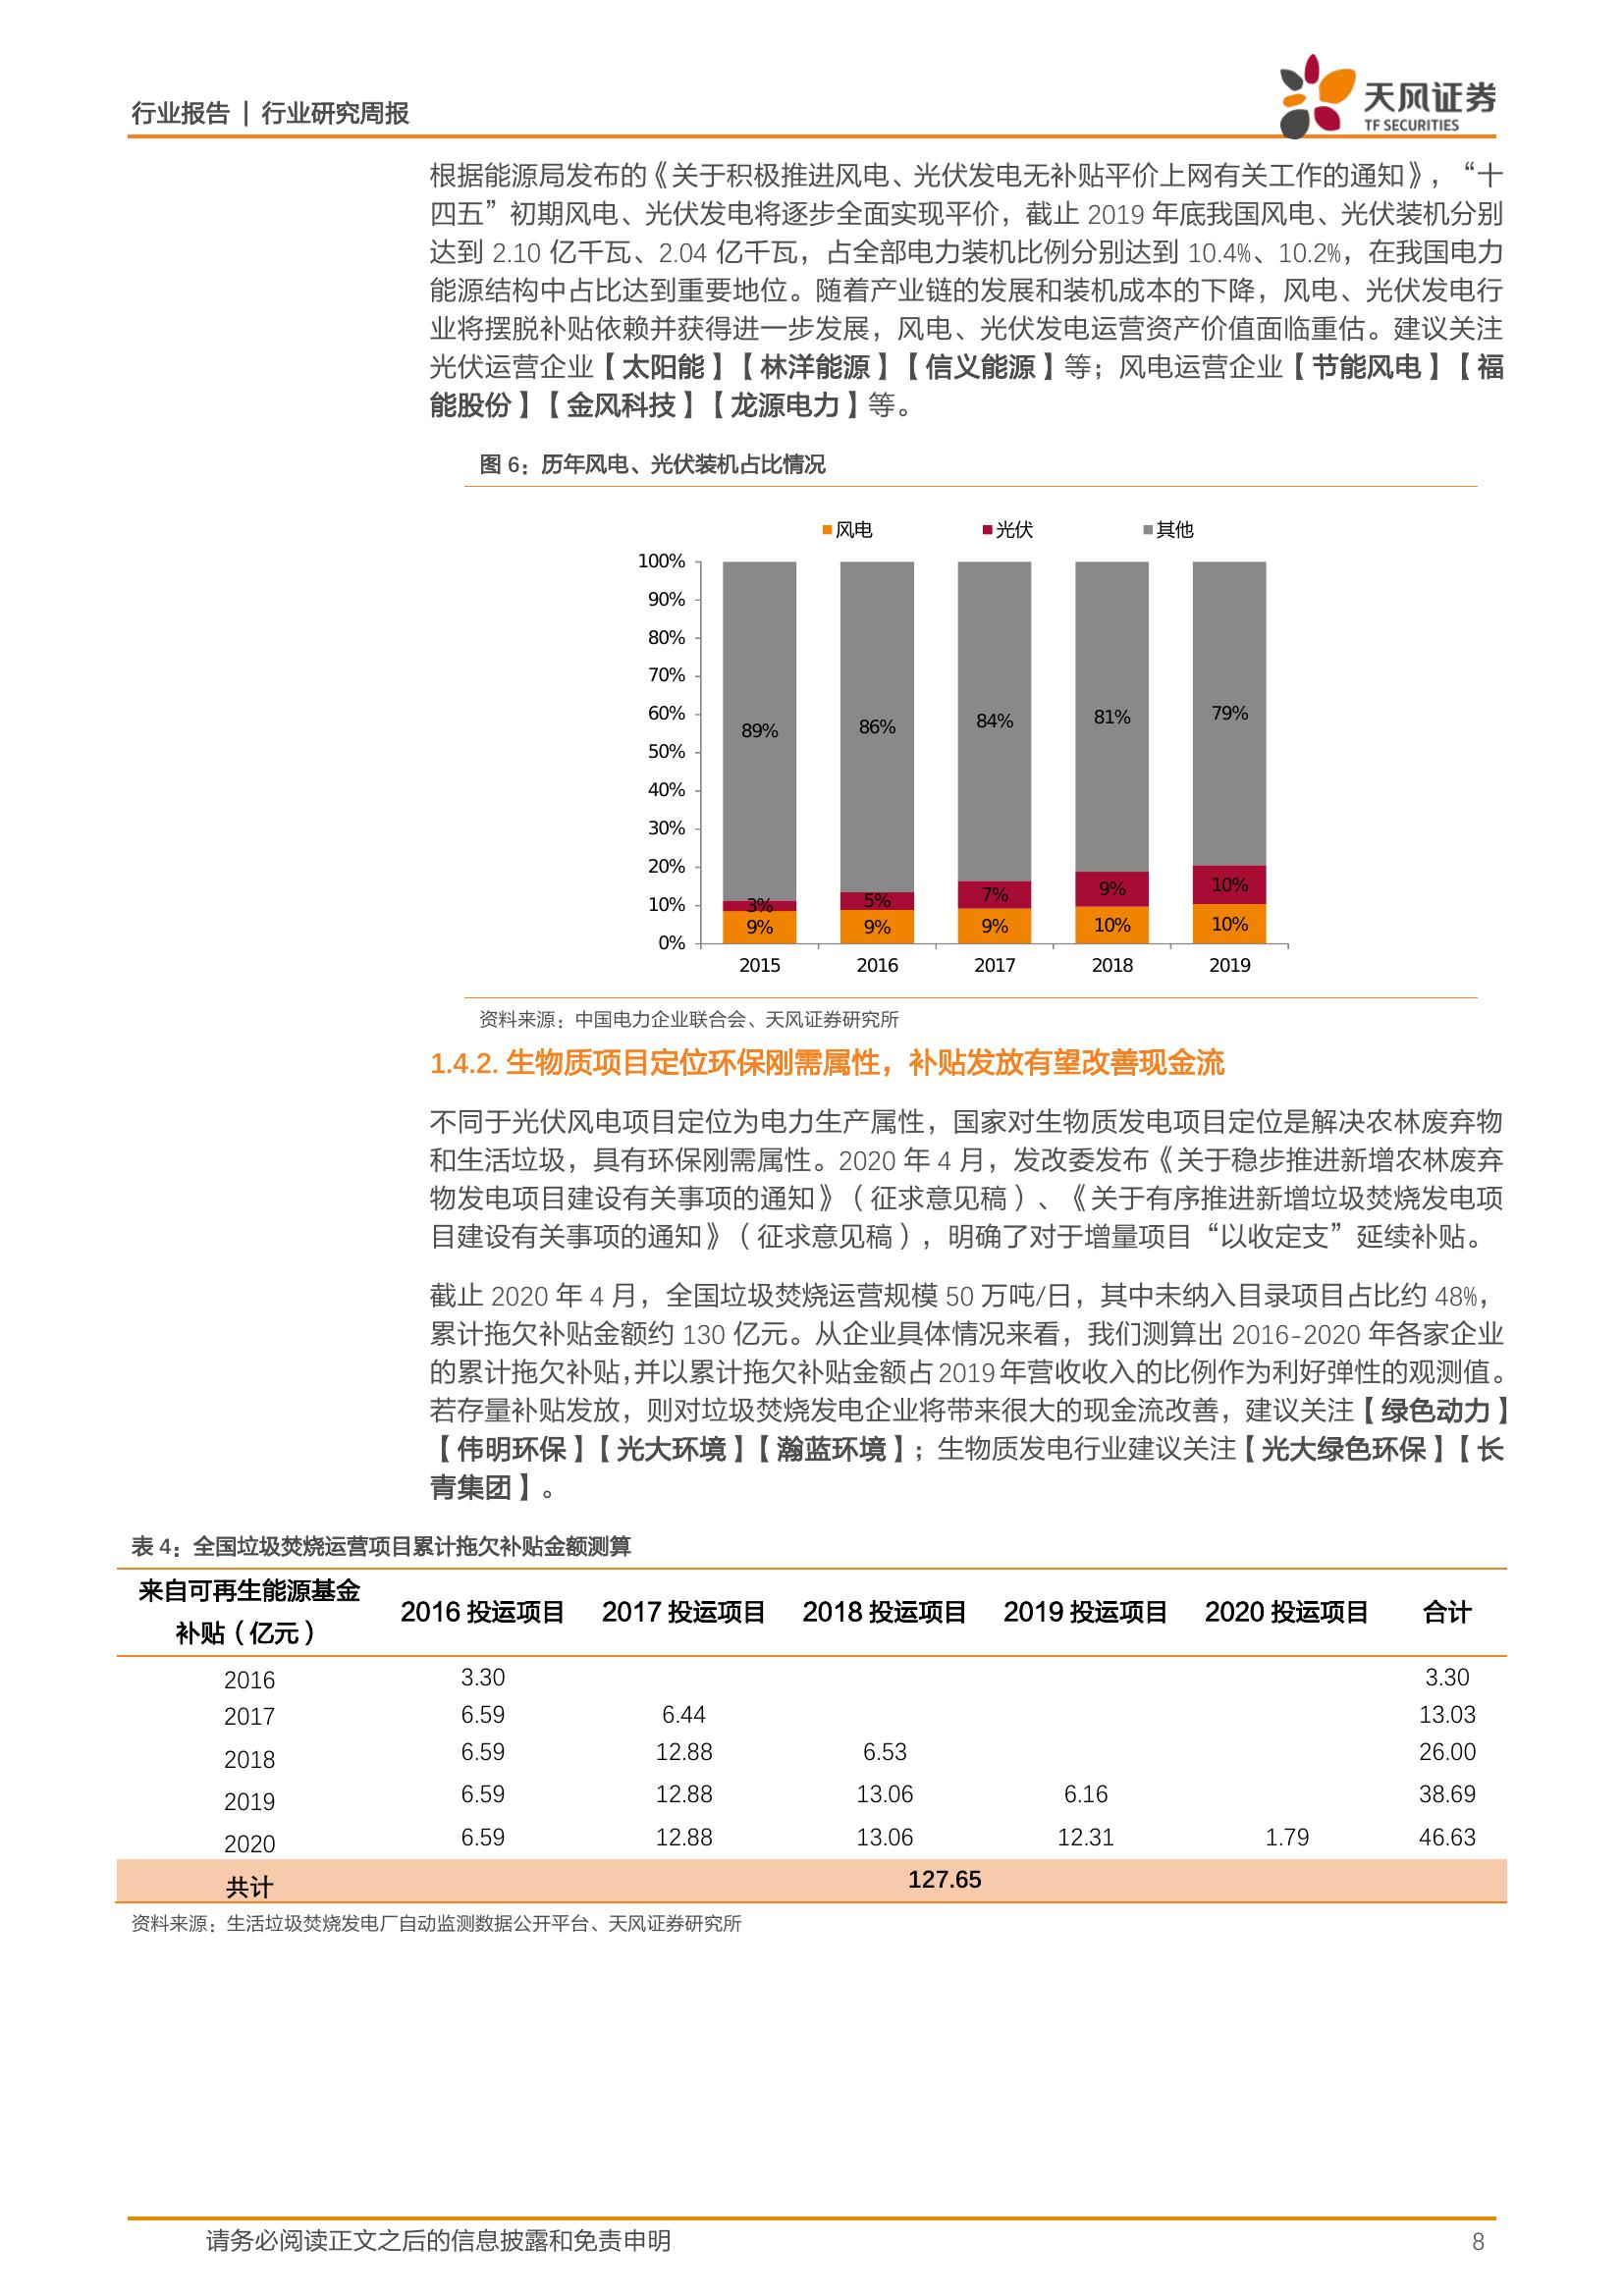 行业报告 | 行业研究周报
天风证券
TF SECURITIES
根据能源局发布的《关于积极推进风电、光伏发电无补贴平价上网有关工作的通知》，“十
四五”初期风电、光伏发电将逐步全面实现平价，截止 2019 年底我国风电、光伏装机分别
达到 2.10 亿千瓦、2.04 亿千瓦，占全部电力装机比例分别达到 10.4%、10.2%，在我国电力
能源结构中占比达到重要地位。随着产业链的发展和装机成本的下降，风电、光伏发电行
业将摆脱补贴依赖并获得进一步发展，风电、光伏发电运营资产价值面临重估。建议关注
光伏运营企业【太阳能】【林洋能源】【信义能源】等；风电运营企业【节能风电】【福
能股份】【金风科技】【龙源电力】等。
图 6：历年风电、光伏装机占比情况
风电 光伏 其他
100%
90%
80%
70%
60%
50%
40%
30%
20%
10%
0%
89% 86% 84% 81% 79%
3% 5% 7% 9% 10%
9% 9% 9% 10% 10%
2015 2016 2017 2018 2019
资料来源：中国电力企业联合会、天风证券研究所
1.4.2. 生物质项目定位环保刚需属性，补贴发放有望改善现金流
不同于光伏风电项目定位为电力生产属性，国家对生物质发电项目定位是解决农林废弃物
和生活垃圾，具有环保刚需属性。2020 年 4 月，发改委发布《关于稳步推进新增农林废弃
物发电项目建设有关事项的通知》（征求意见稿）、《关于有序推进新增垃圾焚烧发电项
目建设有关事项的通知》（征求意见稿），明确了对于增量项目“以收定支”延续补贴。
截止 2020 年 4 月，全国垃圾焚烧运营规模 50 万吨/日，其中未纳入目录项目占比约 48%，
累计拖欠补贴金额约 130 亿元。从企业具体情况来看，我们测算出 2016-2020 年各家企业
的累计拖欠补贴，并以累计拖欠补贴金额占 2019 年营收收入的比例作为利好弹性的观测值。
若存量补贴发放，则对垃圾焚烧发电企业将带来很大的现金流改善，建议关注【绿色动力】
【伟明环保】【光大环境】【瀚蓝环境】；生物质发电行业建议关注【光大绿色环保】【长
青集团】。
表 4：全国垃圾焚烧运营项目累计拖欠补贴金额测算
来自可再生能源基金
补贴（亿元） 2016 投运项目 2017 投运项目 2018 投运项目 2019 投运项目 2020 投运项目 合计
2016 3.30 3.30
2017 6.59 6.44 13.03
2018 6.59 12.88 6.53 26.00
2019 6.59 12.88 13.06 6.16 38.69
2020 6.59 12.88 13.06 12.31 1.79 46.63
共计 127.65
资料来源：生活垃圾焚烧发电厂自动监测数据公开平台、天风证券研究所
请务必阅读正文之后的信息披露和免责申明 8